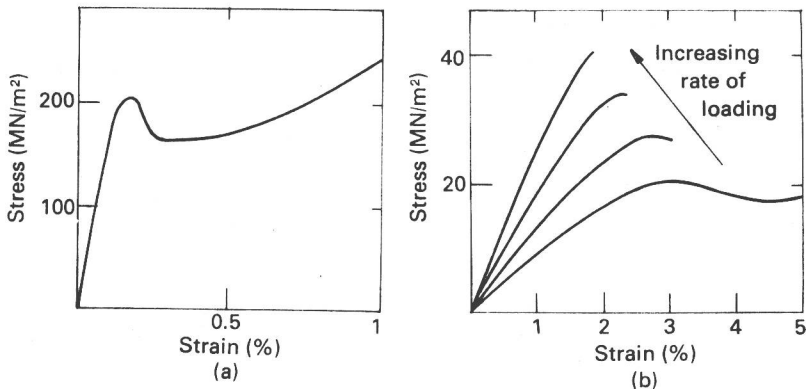 Stress (MN/m²)
200
100
0.5
1
Strain (%)
(a)
Stress (MN/m²)
40
20
0
1
2
3
4
5
Increasing
rate of
loading
Strain (%)
(b)